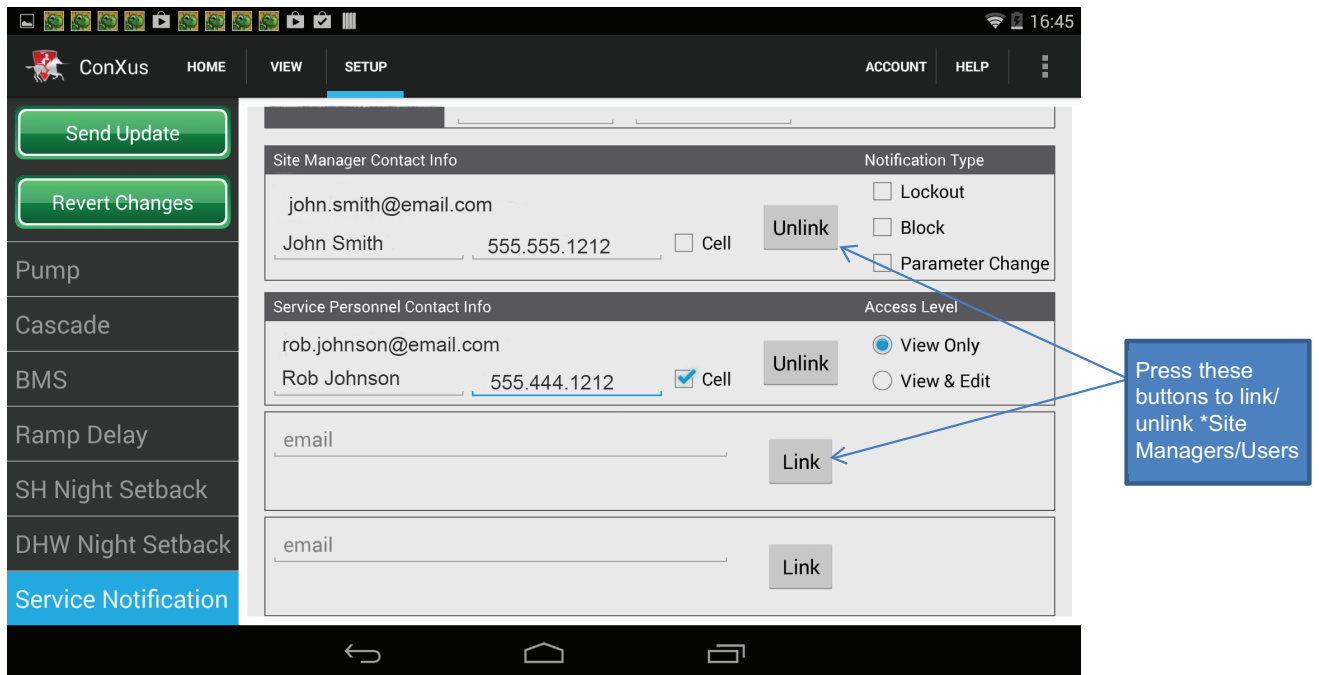 16:45
ConXus HOME VIEW SETUP ACCOUNT HELP
Send Update
Revert Changes
Pump
Cascade
BMS
Ramp Delay
SH Night Setback
DHW Night Setback
Service Notification
Site Manager Contact Info Notification Type
john.smith@email.com
John Smith 555.555.1212 Cell Unlink
Lockout
Block
Parameter Change
Service Personnel Contact Info Access Level
rob.johnson@email.com
Rob Johnson 555.444.1212 Cell Unlink
View Only
View & Edit
email Link
email Link
Press these
buttons to link/
unlink *Site
Managers/Users